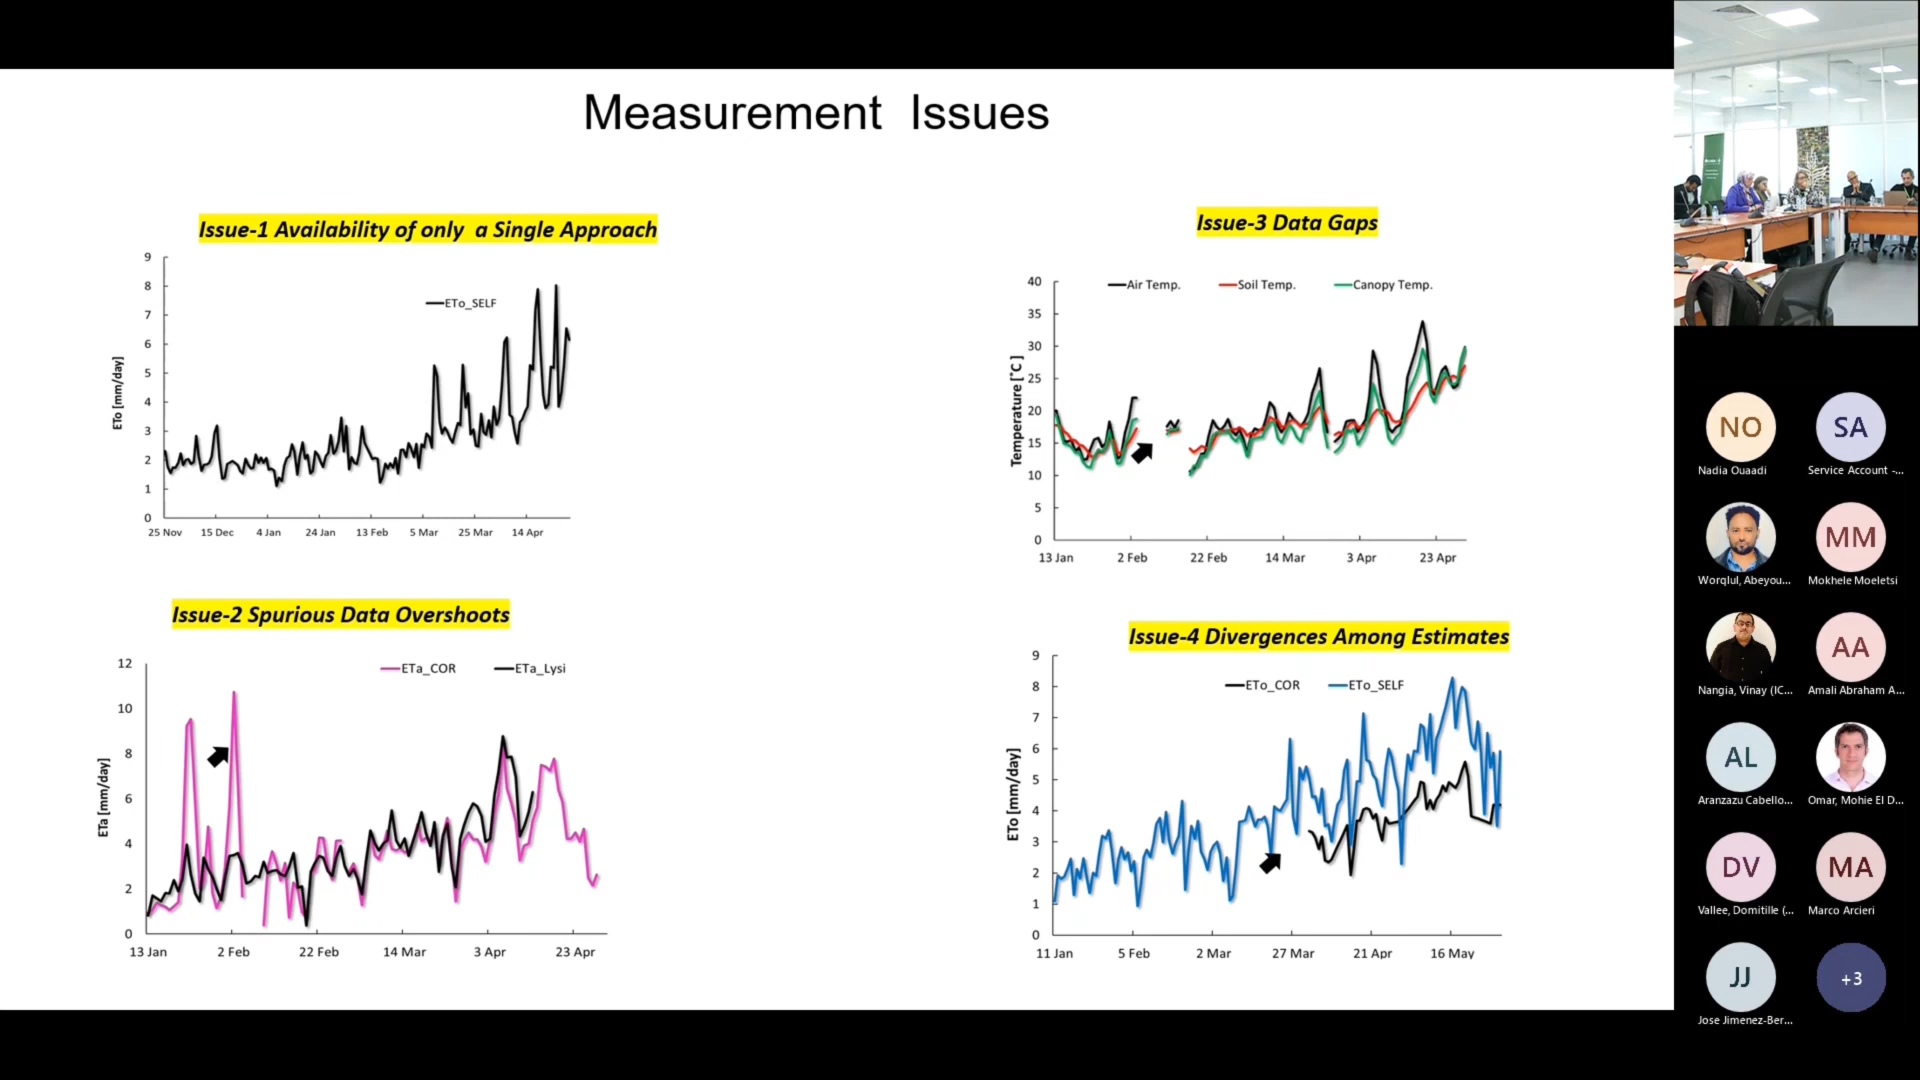 Measurement Issues
Issue-1 Availability of only a Single Approach
9
8
7
6
5
4
3
2
1
0
ETo [mm/day]
ETo_SELF
25 Nov 15 Dec 4 Jan 24 Jan 13 Feb 5 Mar 25 Mar 14 Apr
Issue-3 Data Gaps
40
35
30
25
20
15
10
5
0
Temperature [˚C]
Air Temp. Soil Temp. Canopy Temp.
13 Jan 2 Feb 22 Feb 14 Mar 3 Apr 23 Apr
Issue-2 Spurious Data Overshoots
12
10
8
6
4
2
0
ETa [mm/day]
ETa_COR ETa_Lysi
13 Jan 2 Feb 22 Feb 14 Mar 3 Apr 23 Apr
Issue-4 Divergences Among Estimates
9
8
7
6
5
4
3
2
1
0
ETo [mm/day]
ETo_COR ETo_SELF
11 Jan 5 Feb 2 Mar 27 Mar 21 Apr 16 May
NO SA
Nadia Ouaadi Service Account -...
MM
Worqlul, Abeyou... Mokhele Moeletsi
AA
Nangia, Vinay (IC... Amali Abraham A...
AL
Aranzazu Cabello... Omar, Mohie El D...
DV MA
Vallee, Domitille (... Marco Arcieri
JJ +3
Jose Jimenez-Ber...